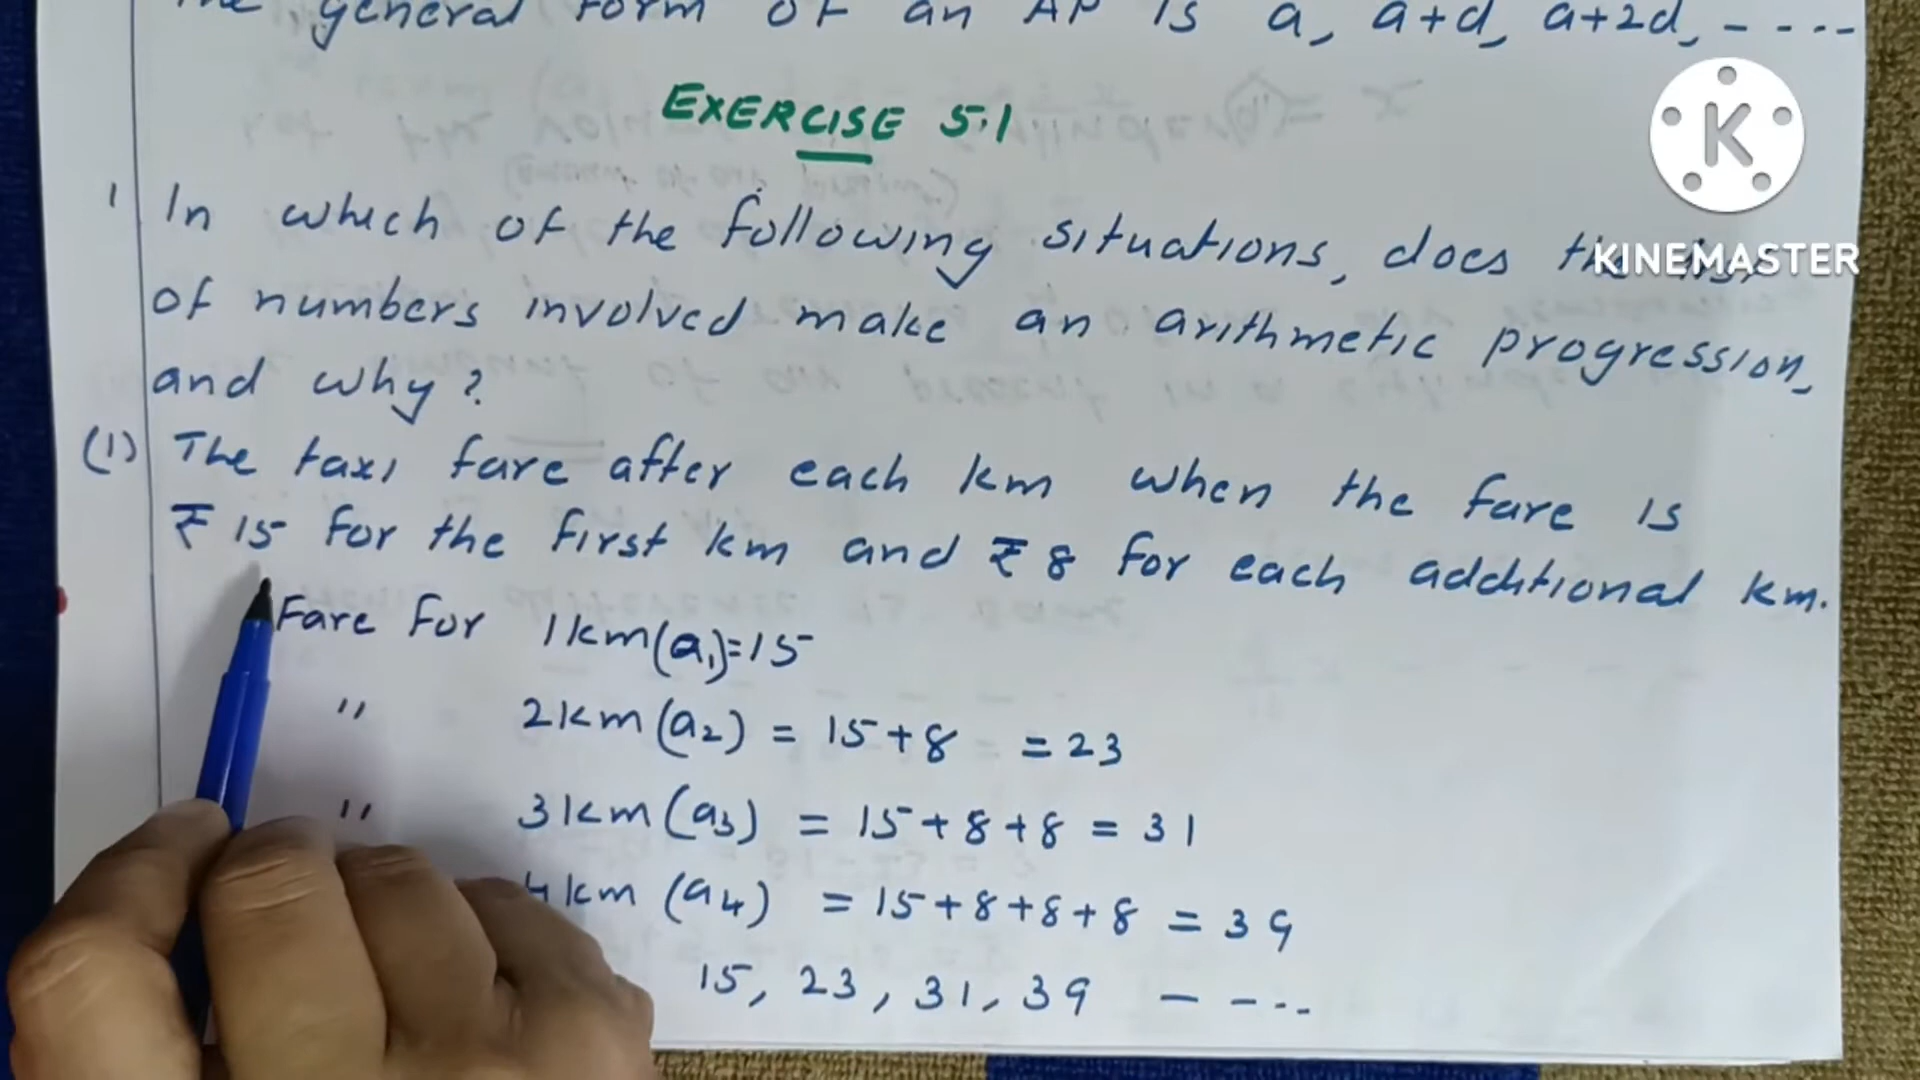 general form of an AP is a, a+d, a+2d, - - - -
EXERCISE 5.1
1 In which of the following situations, does the list
of numbers involved make an arithmetic progression,
and why?
(1) The taxi fare after each km when the fare is
₹ 15 for the first km and ₹ 8 for each additional km.
Fare for 1km(a₁)=15
" 2km(a₂) = 15+8 = 23
" 3km(a₃) = 15+8+8 = 31
4km (a₄) = 15+8+8+8 = 39
15, 23, 31, 39 - - ...
K
KINEMASTER